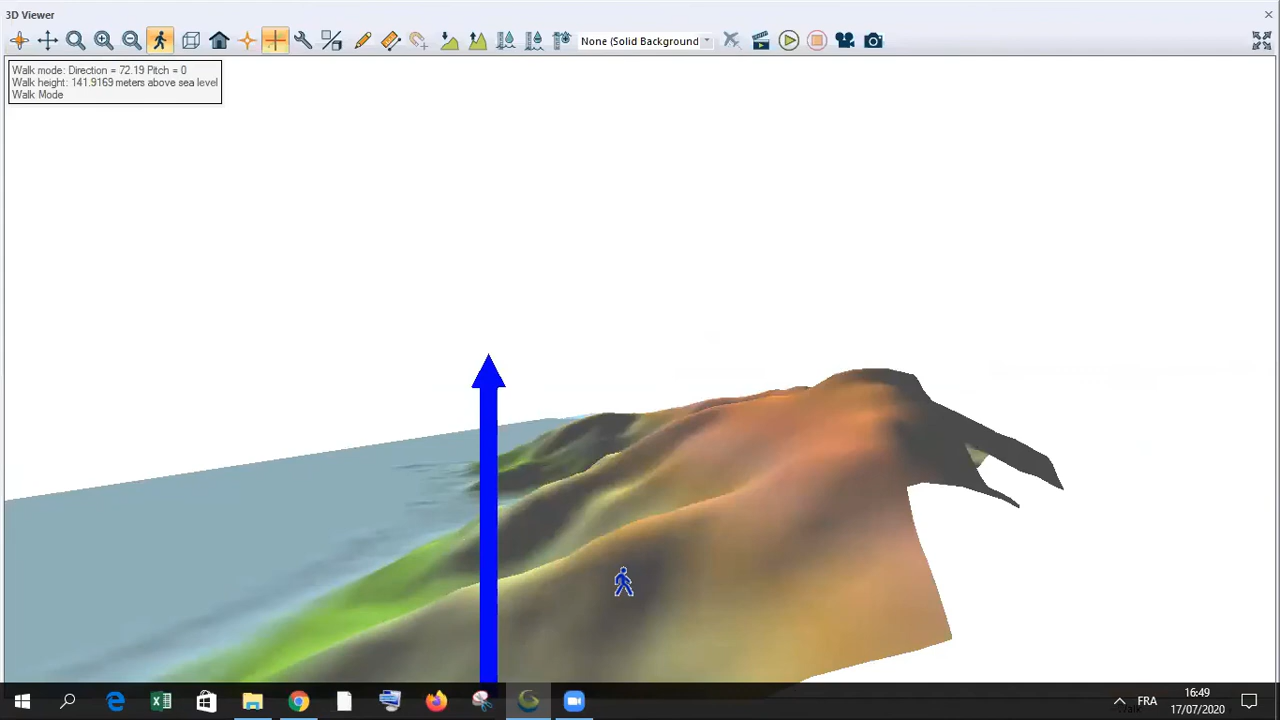 3D Viewer
None (Solid Background
Walk mode: Direction = 72.19 Pitch = 0
Walk height: 141.9169 meters above sea level
Walk Mode
FRA
16:49
17/07/2020